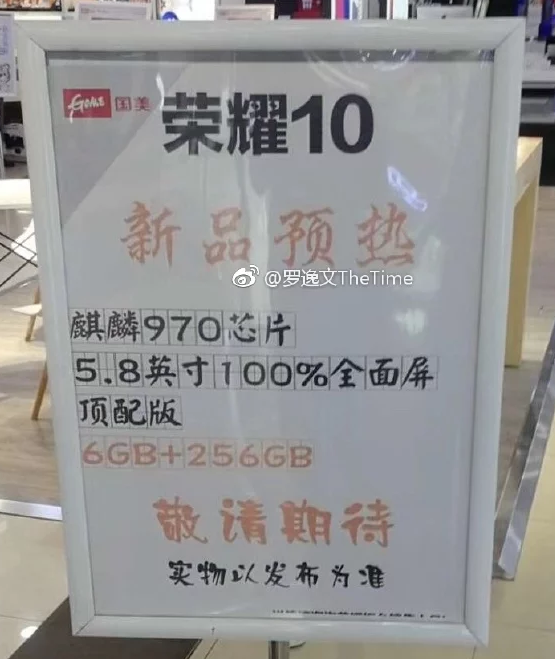 GOME 国美 荣耀10
新品预热
@罗逸文TheTime
麒麟970芯片
5.8英寸100%全面屏
顶配版
6GB+256GB
敬请期待
实物以发布为准